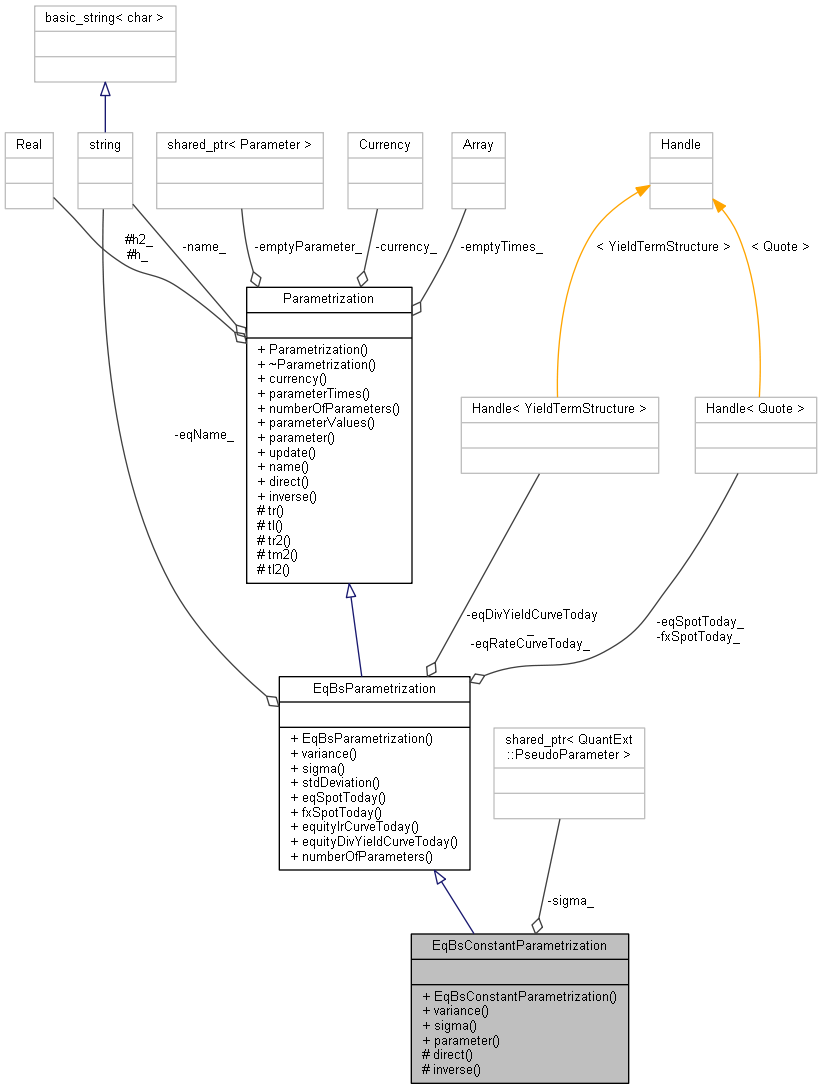 basic_string< char >
Real
string
shared_ptr< Parameter >
Currency
Array
Handle
#h2_
#h_
-name_
-emptyParameter_
-currency_
-emptyTimes_
< YieldTermStructure >
< Quote >
Parametrization
+ Parametrization()
+ ~Parametrization()
+ currency()
+ parameterTimes()
+ numberOfParameters()
+ parameterValues()
+ parameter()
+ update()
+ name()
+ direct()
+ inverse()
# tr()
# tl()
# tr2()
# tm2()
# tl2()
Handle< YieldTermStructure >
Handle< Quote >
-eqName_
-eqDivYieldCurveToday
_
-eqRateCurveToday_
-eqSpotToday_
-fxSpotToday_
EqBsParametrization
+ EqBsParametrization()
+ variance()
+ sigma()
+ stdDeviation()
+ eqSpotToday()
+ fxSpotToday()
+ equityIrCurveToday()
+ equityDivYieldCurveToday()
+ numberOfParameters()
shared_ptr< QuantExt
::PseudoParameter >
-sigma_
EqBsConstantParametrization
+ EqBsConstantParametrization()
+ variance()
+ sigma()
+ parameter()
# direct()
# inverse()